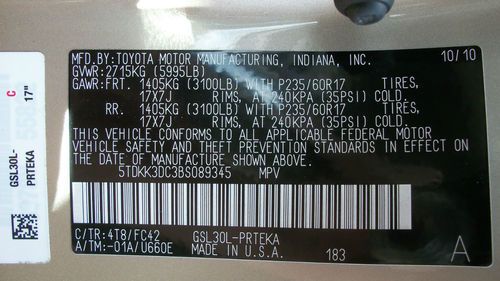 MFD. BY:TOYOTA MOTOR MANUFACTURING, INDIANA, INC. 10/10
GVWR:2715KG (5995LB)
GAWR:FRT. 1405KG (3100LB) WITH P235/60R17 TIRES,
17X7J RIMS, AT 240KPA (35PSI) COLD.
RR. 1405KG (3100LB) WITH P235/60R17 TIRES,
17X7J RIMS, AT 240KPA (35PSI) COLD.
THIS VEHICLE CONFORMS TO ALL APPLICABLE FEDERAL MOTOR
VEHICLE SAFETY AND THEFT PREVENTION STANDARDS IN EFFECT ON
THE DATE OF MANUFACTURE SHOWN ABOVE.
5TDKK3DC3BS089345 MPV
C/TR:4T8/FC42 GSL30L-PRTEKA
A/TM:-01A/U660E MADE IN U.S.A. 183 A
GSL30L-
PRTEKA
C
17"